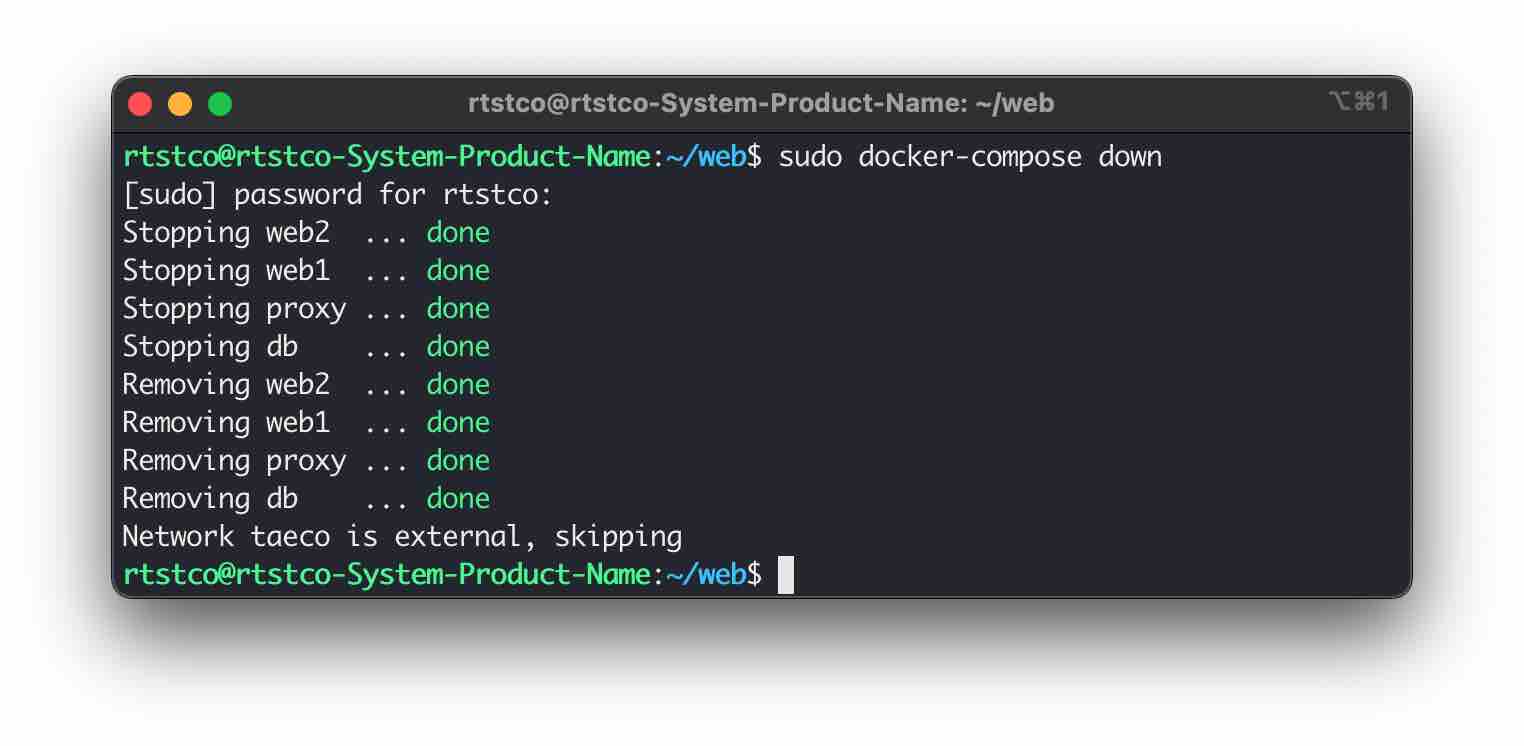 rtstco@rtstco-System-Product-Name: ~/web
⌥⌘1
rtstco@rtstco-System-Product-Name:~/web$ sudo docker-compose down
[sudo] password for rtstco:
Stopping web2  ... done
Stopping web1  ... done
Stopping proxy ... done
Stopping db    ... done
Removing web2  ... done
Removing web1  ... done
Removing proxy ... done
Removing db    ... done
Network taeco is external, skipping
rtstco@rtstco-System-Product-Name:~/web$